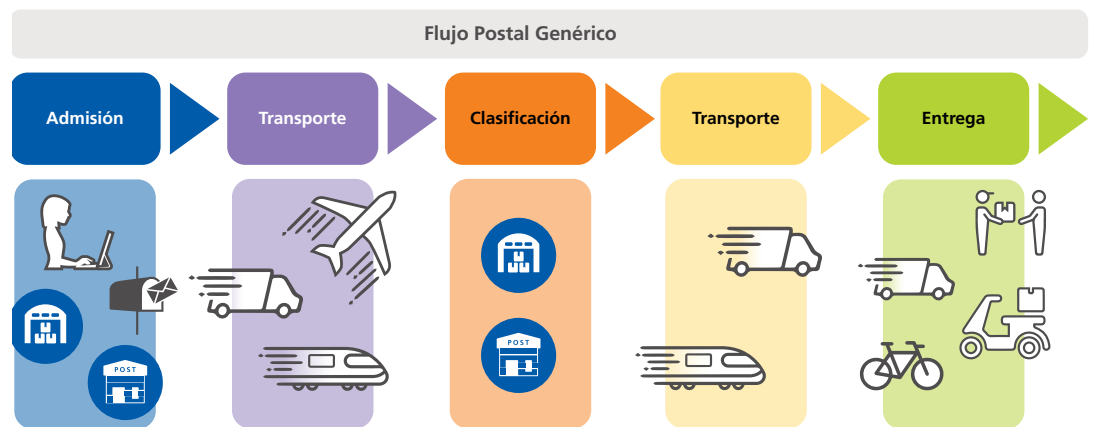 Flujo Postal Genérico
Admisión
Transporte
Clasificación
Transporte
Entrega
POST
POST